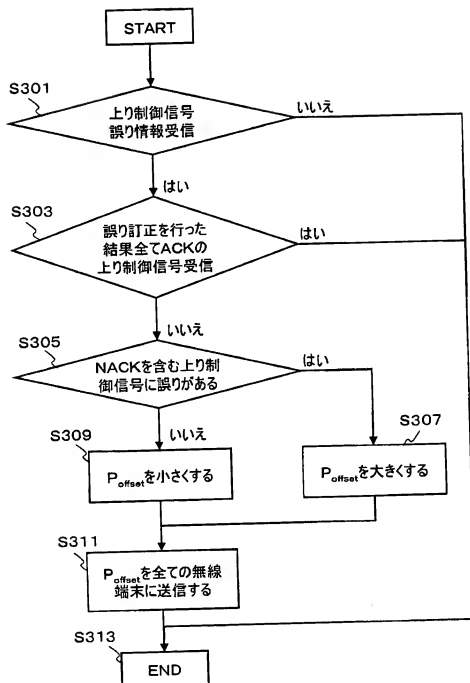 START
S301
上り制御信号
誤り情報受信
いいえ
はい
S303
誤り訂正を行った
結果全てACKの
上り制御信号受信
はい
いいえ
S305
NACKを含む上り制
御信号に誤りがある
はい
いいえ
S309
Poffsetを小さくする
S307
Poffsetを大きくする
S311
Poffsetを全ての無線
端末に送信する
S313
END